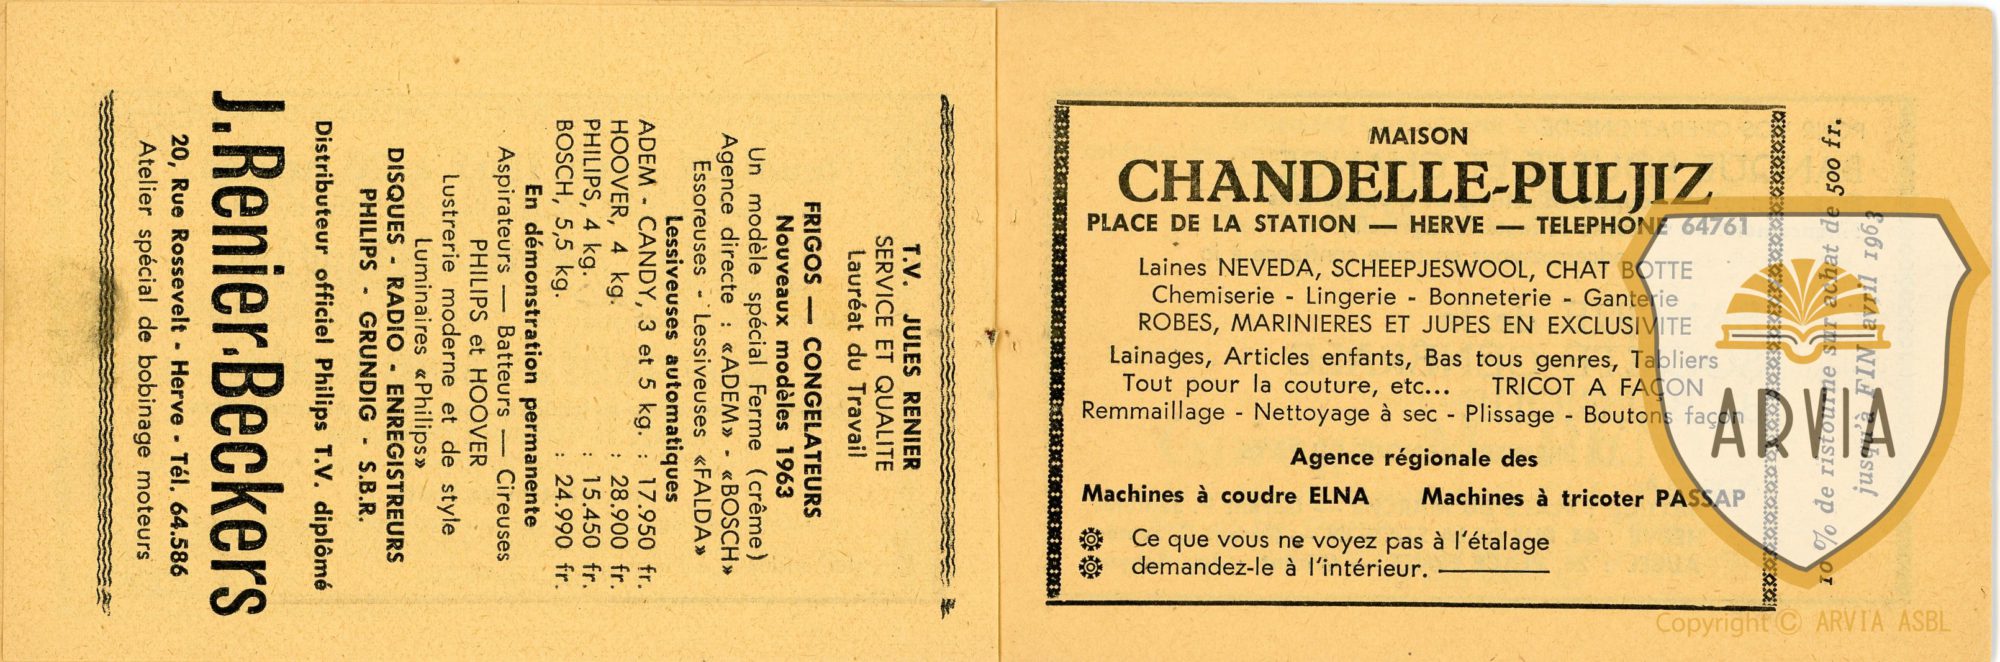 T.V. JULES RENIER
SERVICE ET QUALITE
Lauréat du Travail
FRIGOS — CONGELATEURS
Nouveaux modèles 1963
Un modèle spécial Ferme (crême)
Agence directe : «ADEM» - «BOSCH»
Essoreuses - Lessiveuses «FALDA»
Lessiveuses automatiques
ADEM - CANDY, 3 et 5 kg. : 17.950 fr.
HOOVER, 4 kg. : 28.900 fr.
PHILIPS, 4 kg. : 15.450 fr.
BOSCH, 5,5 kg. : 24.990 fr.
En démonstration permanente
Aspirateurs — Batteurs — Cireuses
PHILIPS et HOOVER
Lustrerie moderne et de style
Luminaires «Philips»
DISQUES - RADIO - ENREGISTREURS
PHILIPS - GRUNDIG - S.B.R.
Distributeur officiel Philips T.V. diplômé
J.Renier.Beckers
20, Rue Rossevelt - Herve - Tél. 64.586
Atelier spécial de bobinage moteurs
MAISON
CHANDELLE-PULJIZ
PLACE DE LA STATION — HERVE — TELEPHONE 64761
Laines NEVEDA, SCHEEPJESWOOL, CHAT BOTTE
Chemiserie - Lingerie - Bonneterie - Ganterie
ROBES, MARINIERES ET JUPES EN EXCLUSIVITE
Lainages, Articles enfants, Bas tous genres, Tabliers
Tout pour la couture, etc... TRICOT A FAÇON
Remmaillage - Nettoyage à sec - Plissage - Boutons façon
Agence régionale des
Machines à coudre ELNA Machines à tricoter PASSAP
Ce que vous ne voyez pas à l'étalage
demandez-le à l'intérieur.
10 % de ristourne sur achat de 500 fr.
jusqu'à FIN avril 1963
ARVIA
Copyright © ARVIA ASBL